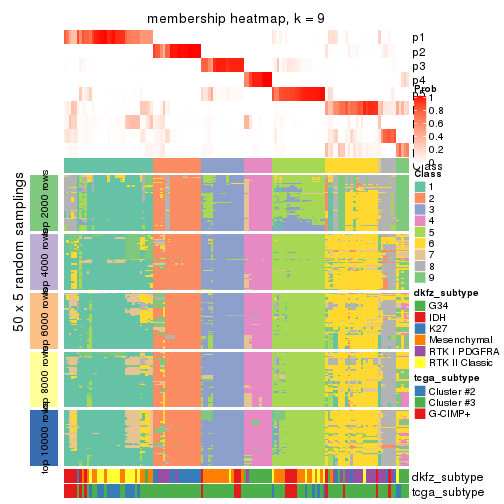 membership heatmap, k = 9
p1
p2
p3
p4
p5
Prob
1
0.8
0.6
0.4
0.2
0
Class
Class
1
2
3
4
5
6
7
8
9
50 x 5 random samplings
top 2000 rows
top 4000 rows
top 6000 rows
top 8000 rows
top 10000 rows
dkfz_subtype
G34
IDH
K27
Mesenchymal
RTK I PDGFRA
RTK II Classic
tcga_subtype
Cluster #2
Cluster #3
G-CIMP+
dkfz_subtype
tcga_subtype